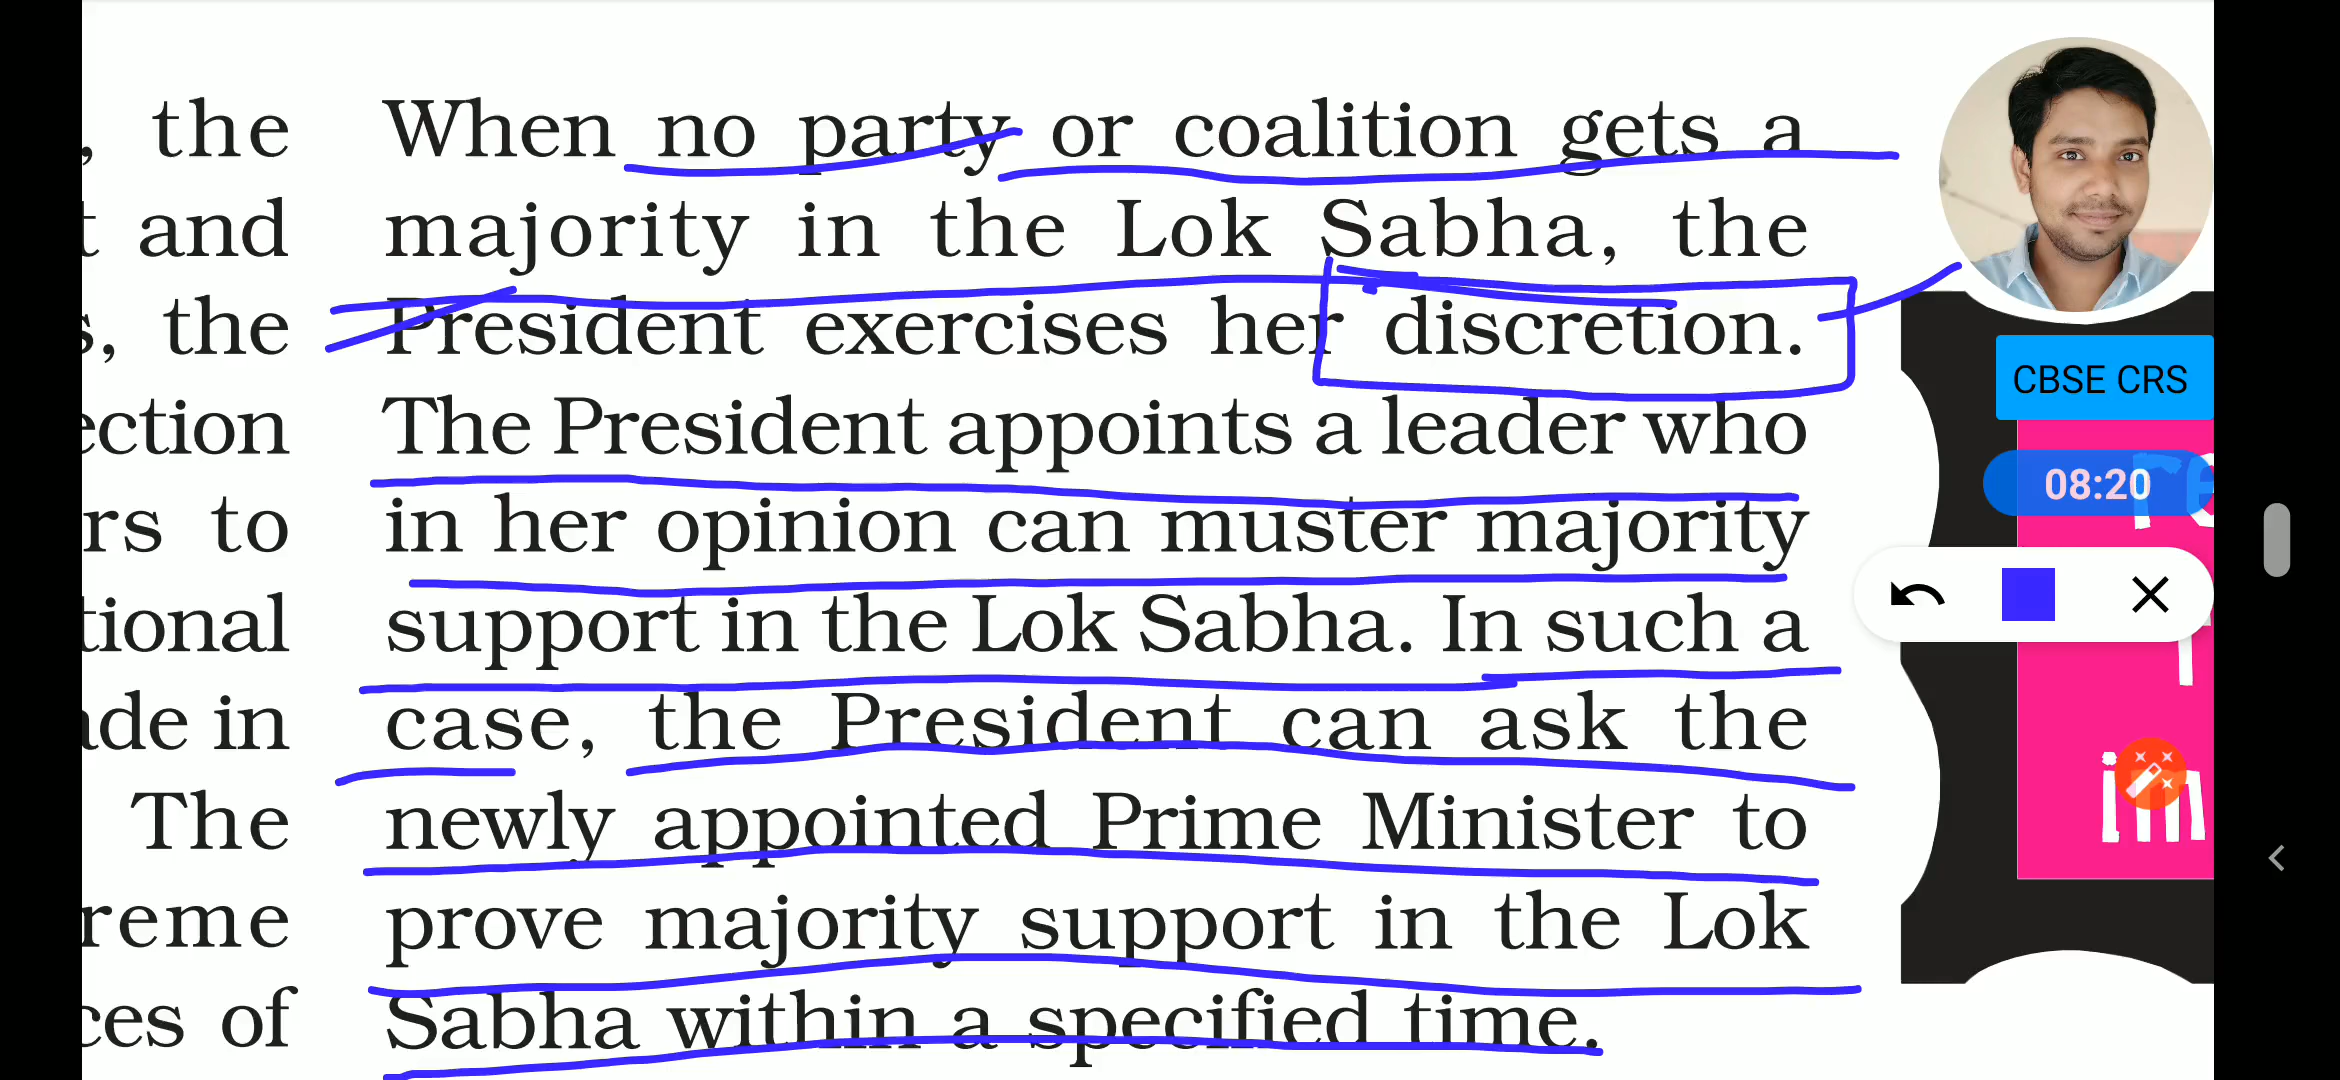 , the
t and
s, the
ection
rs to
tional
ade in
The
reme
ces of
When no party or coalition gets a
majority in the Lok Sabha, the
President exercises her discretion.
The President appoints a leader who
in her opinion can muster majority
support in the Lok Sabha. In such a
case, the President can ask the
newly appointed Prime Minister to
prove majority support in the Lok
Sabha within a specified time.
CBSE CRS
08:20
im